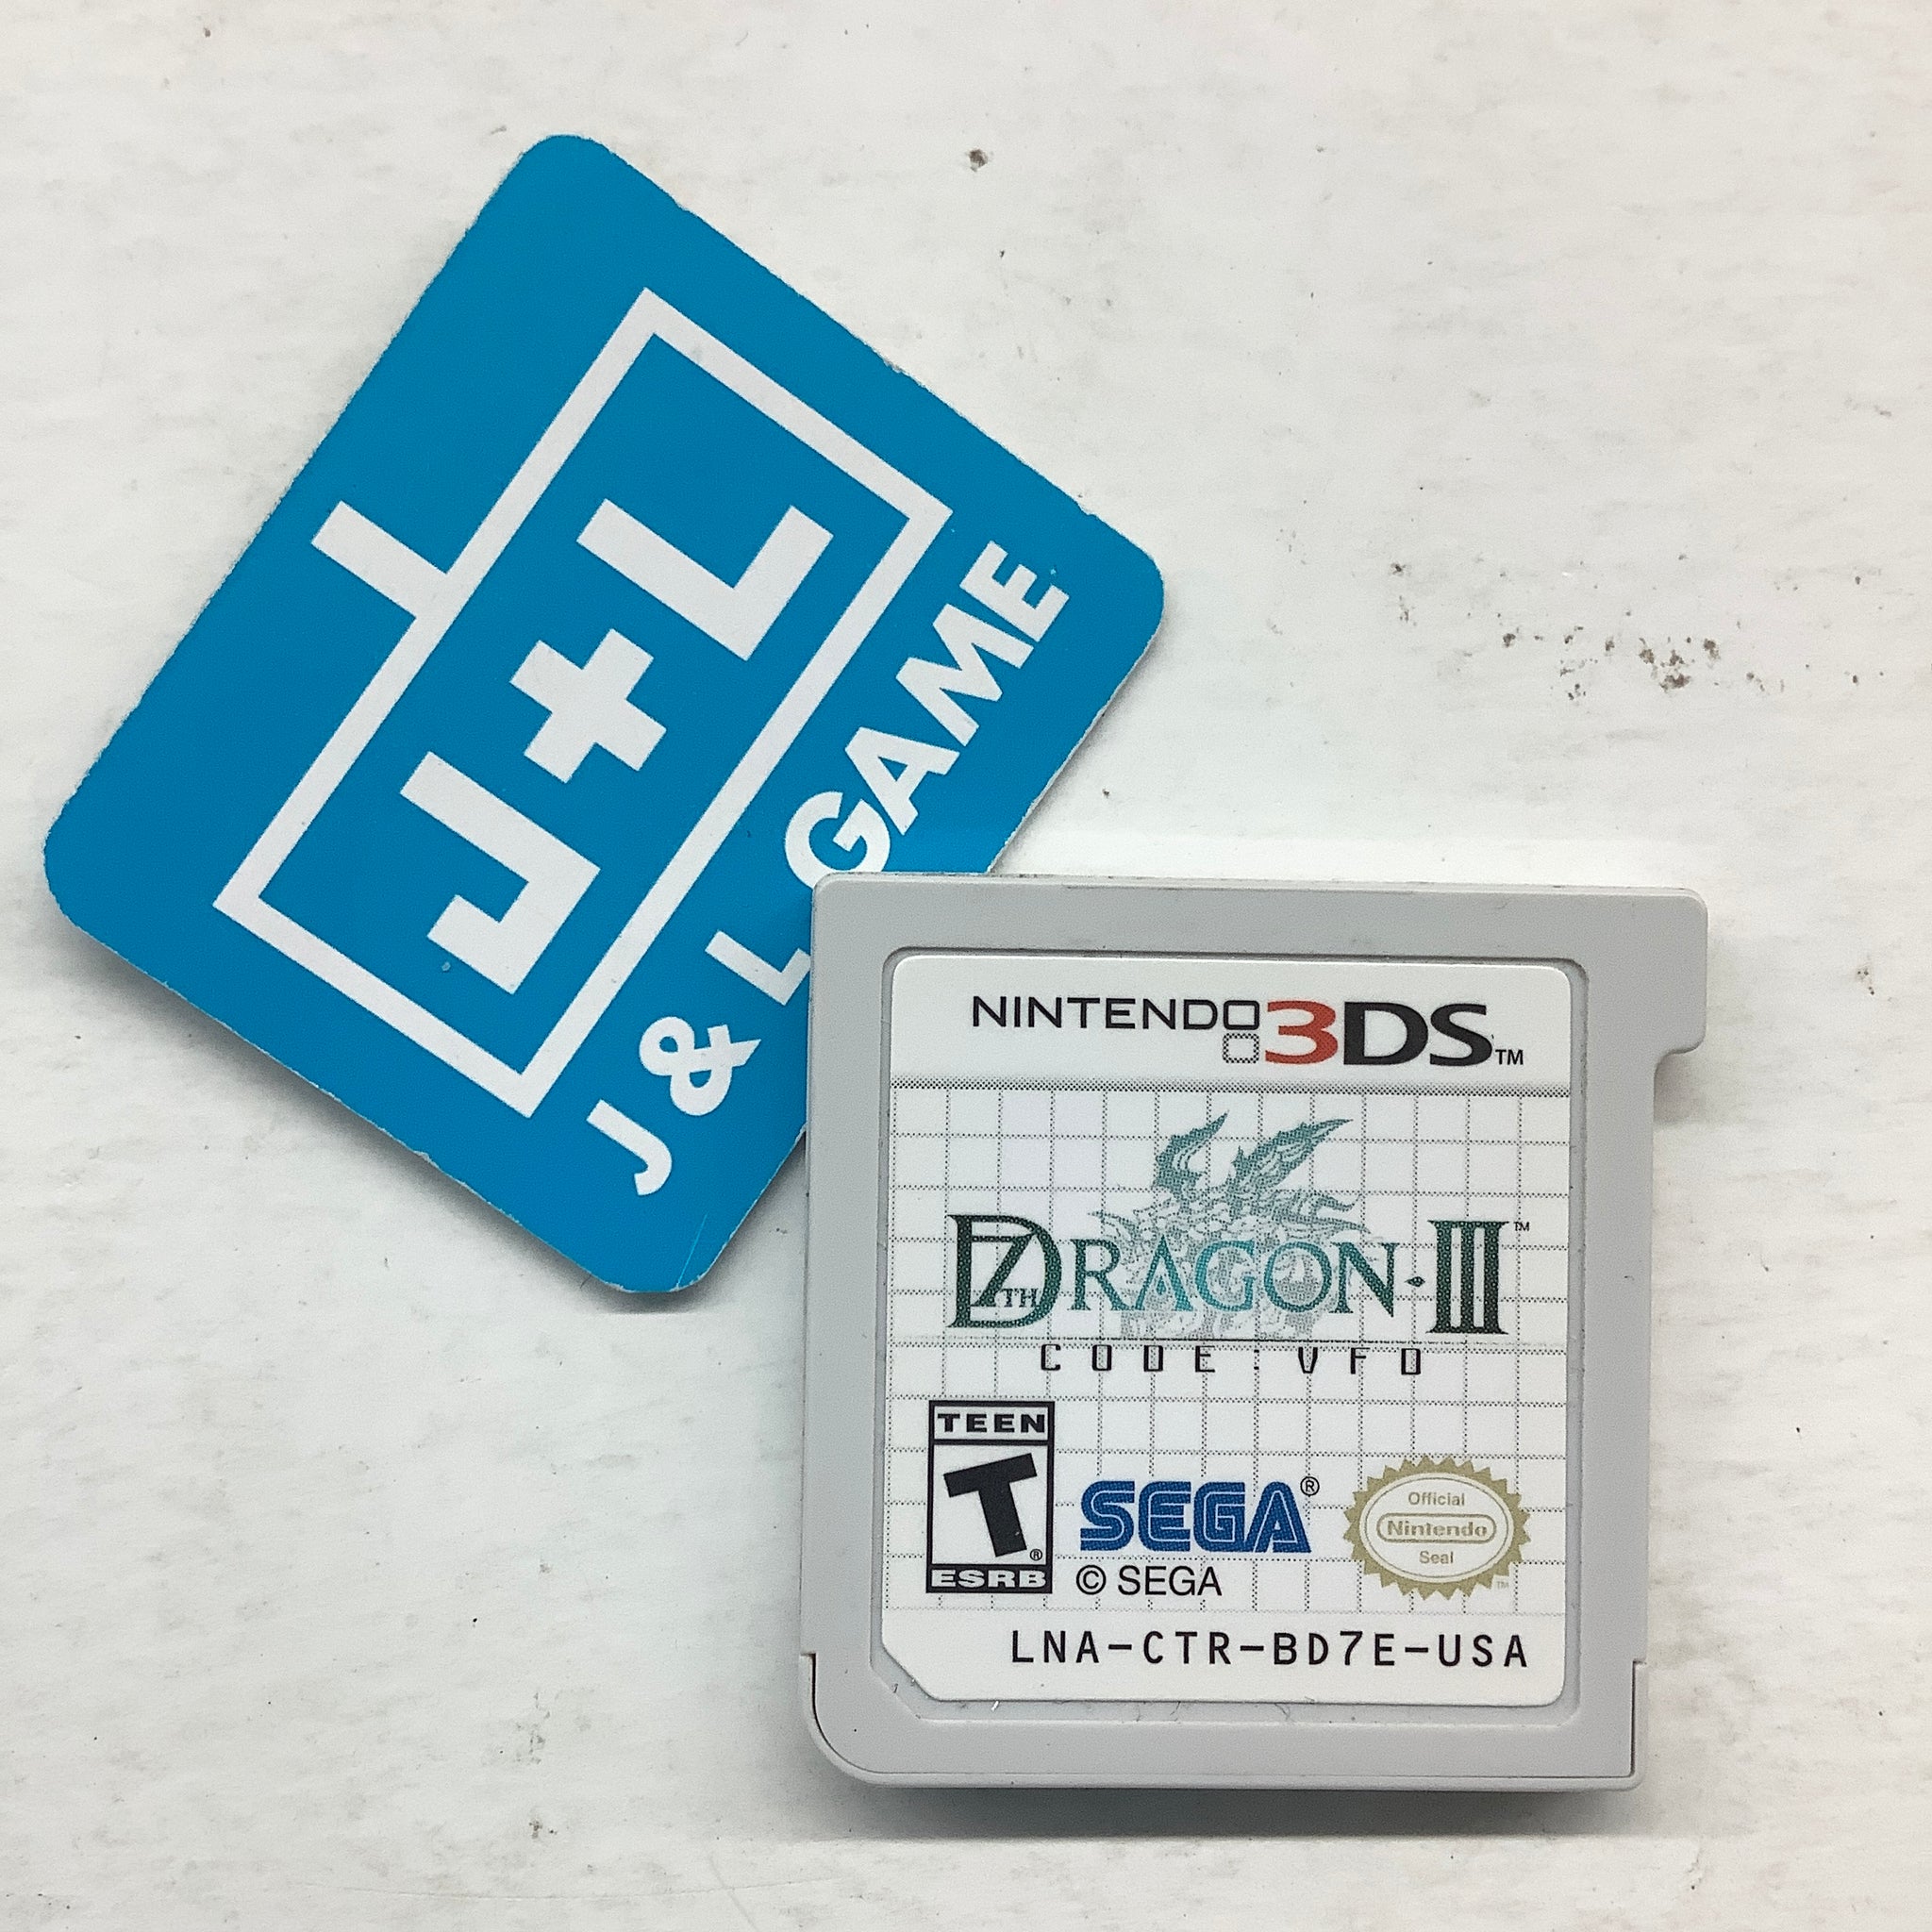 J+L
J & L GAME
NINTENDO 3DS™
7TH DRAGON·III™
CODE:VFD
TEEN
T®
ESRB
SEGA®
© SEGA
Official
Nintendo
Seal
™
LNA-CTR-BD7E-USA